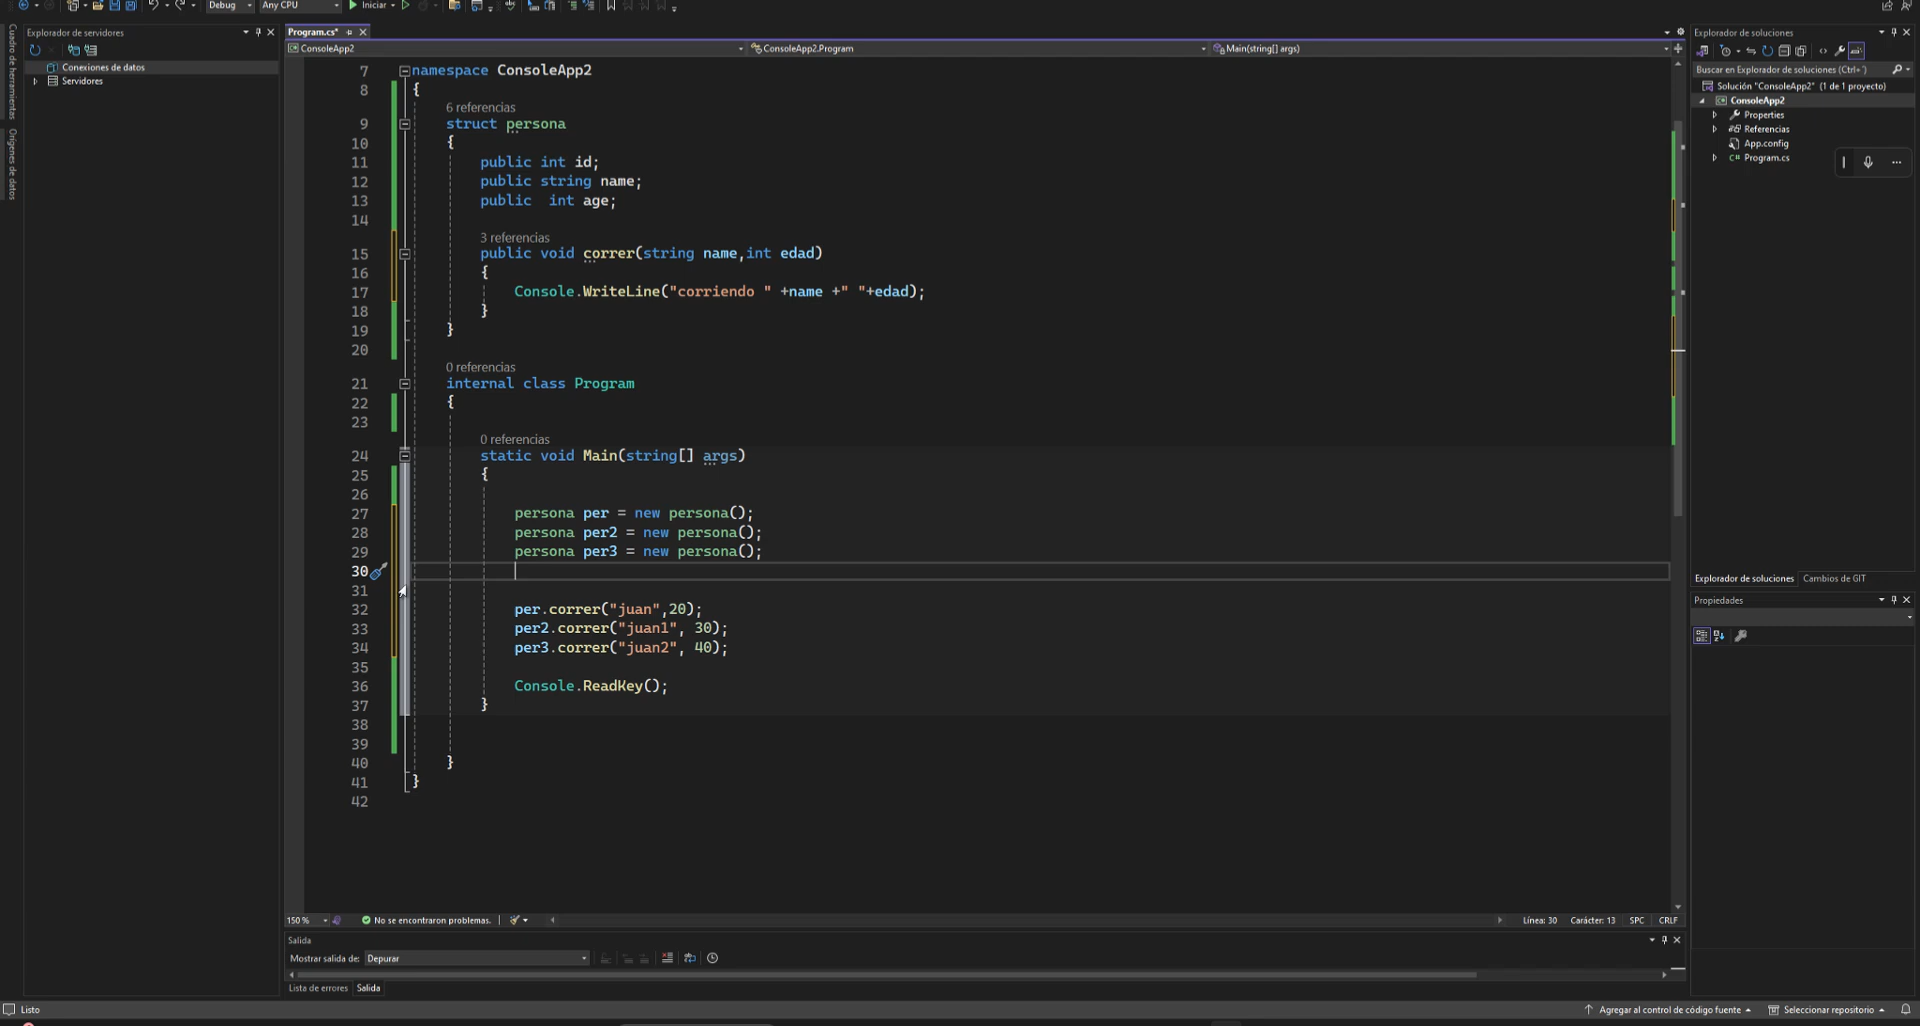 Debug
Any CPU
Iniciar
Cuadro de herramientas
Orígenes de datos
Explorador de servidores
Conexiones de datos
Servidores
Program.cs*
ConsoleApp2
ConsoleApp2.Program
Main(string[] args)
7 namespace ConsoleApp2
8 {
6 referencias
9 struct persona
10 {
11 public int id;
12 public string name;
13 public  int age;
14
3 referencias
15 public void correr(string name,int edad)
16 {
17 Console.WriteLine("corriendo " +name +" "+edad);
18 }
19 }
20
0 referencias
21 internal class Program
22 {
23
0 referencias
24 static void Main(string[] args)
25 {
26
27 persona per = new persona();
28 persona per2 = new persona();
29 persona per3 = new persona();
30
31
32 per.correr("juan",20);
33 per2.correr("juan1", 30);
34 per3.correr("juan2", 40);
35
36 Console.ReadKey();
37 }
38
39
40 }
41 }
42
150 %
No se encontraron problemas.
Línea: 30
Carácter: 13
SPC
CRLF
Salida
Mostrar salida de:
Depurar
Lista de errores
Salida
Explorador de soluciones
Buscar en Explorador de soluciones (Ctrl+´)
Solución "ConsoleApp2" (1 de 1 proyecto)
ConsoleApp2
Properties
Referencias
App.config
C# Program.cs
Explorador de soluciones
Cambios de GIT
Propiedades
Listo
Agregar al control de código fuente
Seleccionar repositorio